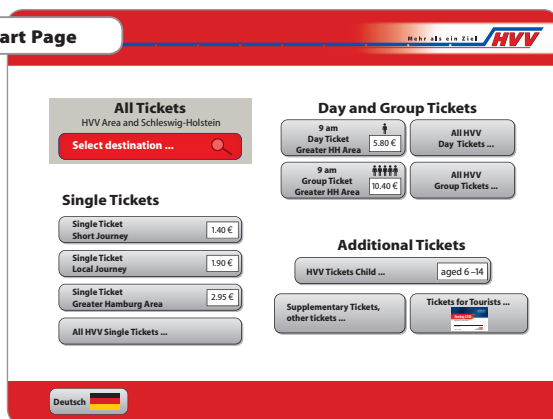 art Page
Mehr als ein Ziel
HVV
All Tickets
HVV Area and Schleswig-Holstein
Select destination ...
Single Tickets
Single Ticket
Short Journey
1.40 €
Single Ticket
Local Journey
1.90 €
Single Ticket
Greater Hamburg Area
2.95 €
All HVV Single Tickets ...
Day and Group Tickets
9 am
Day Ticket
Greater HH Area
5.80 €
All HVV
Day Tickets ...
9 am
Group Ticket
Greater HH Area
10.40 €
All HVV
Group Tickets ...
Additional Tickets
HVV Tickets Child ...
aged 6–14
Supplementary Tickets,
other tickets ...
Tickets for Tourists ...
Deutsch